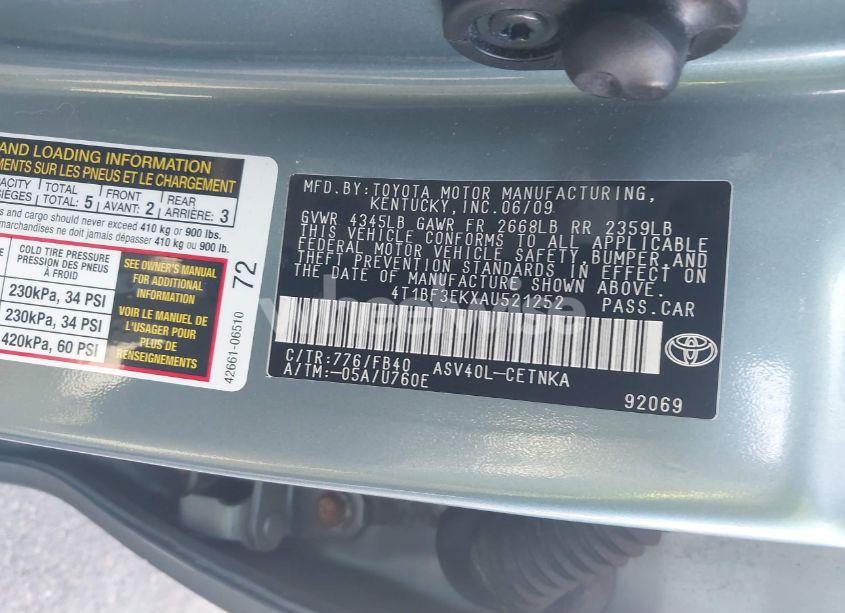 AND LOADING INFORMATION
EMENTS SUR LES PNEUS ET LE CHARGEMENT
TOTAL FRONT REAR
TOTAL: 5 AVANT: 2 ARRIÈRE: 3
s and cargo should never exceed 410 kg or 900 lbs.
marchandises ne doit jamais dépasser 410 kg ou 900 lb.
COLD TIRE PRESSURE
PRESSION DES PNEUS
À FROID
230kPa, 34 PSI
230kPa, 34 PSI
420kPa, 60 PSI
SEE OWNER'S MANUAL
FOR ADDITIONAL
INFORMATION
VOIR LE MANUEL DE
L'USAGER POUR
PLUS DE
RENSEIGNEMENTS
72
42661-06510
MFD.BY:TOYOTA MOTOR MANUFACTURING,
KENTUCKY,INC.06/09
GVWR 4345LB GAWR FR 2668LB RR 2359LB
THIS VEHICLE CONFORMS TO ALL APPLICABLE
FEDERAL MOTOR VEHICLE SAFETY,BUMPER,AND
THEFT PREVENTION STANDARDS IN EFFECT ON
THE DATE OF MANUFACTURE SHOWN ABOVE.
4T1BF3EKXAU521252 PASS.CAR
C/TR:776/FB40 ASV40L-CETNKA
A/TM:-05A/U760E
92069